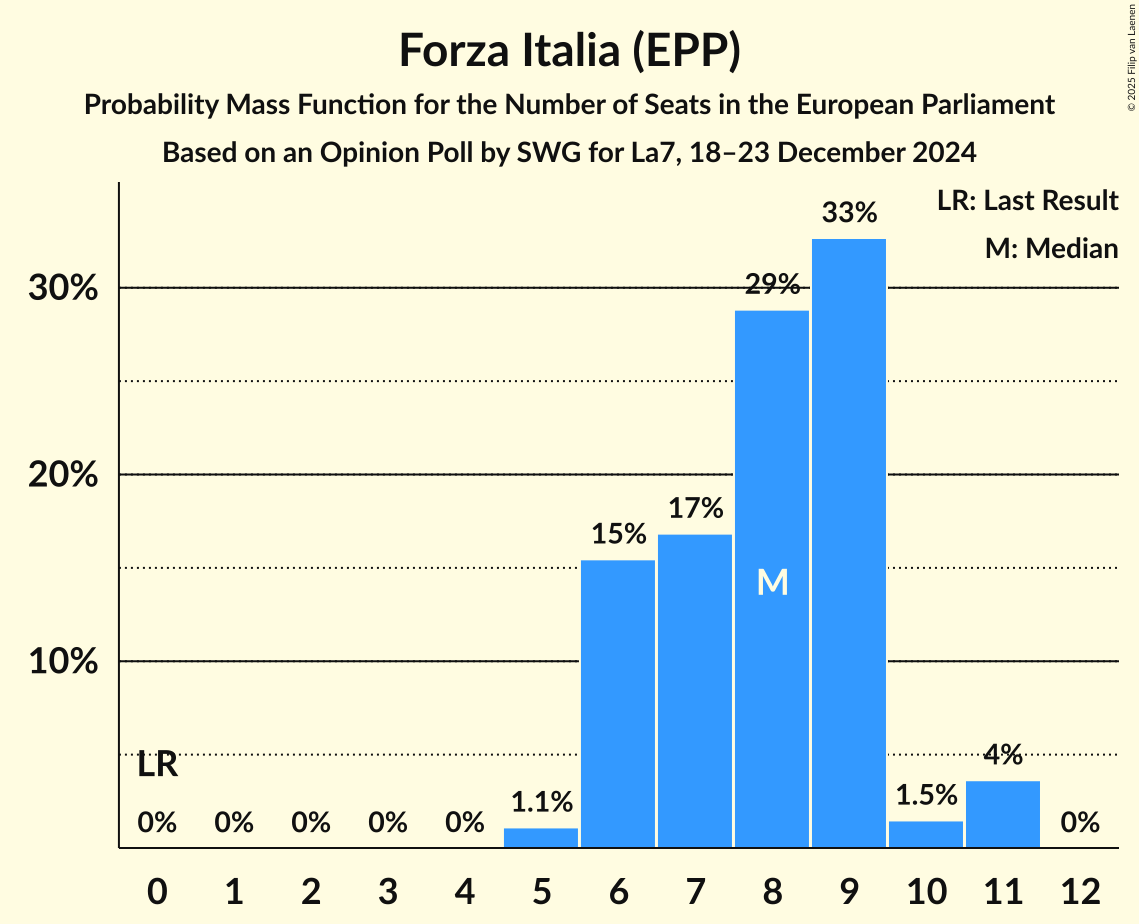 Forza Italia (EPP)
Probability Mass Function for the Number of Seats in the European Parliament
Based on an Opinion Poll by SWG for La7, 18–23 December 2024
© 2025 Filip van Laenen
LR: Last Result
M: Median
33%
30%
29%
20%
17%
15%
M
10%
LR
4%
1.5%
1.1%
0% 0% 0% 0% 0% 0%
0 1 2 3 4 5 6 7 8 9 10 11 12